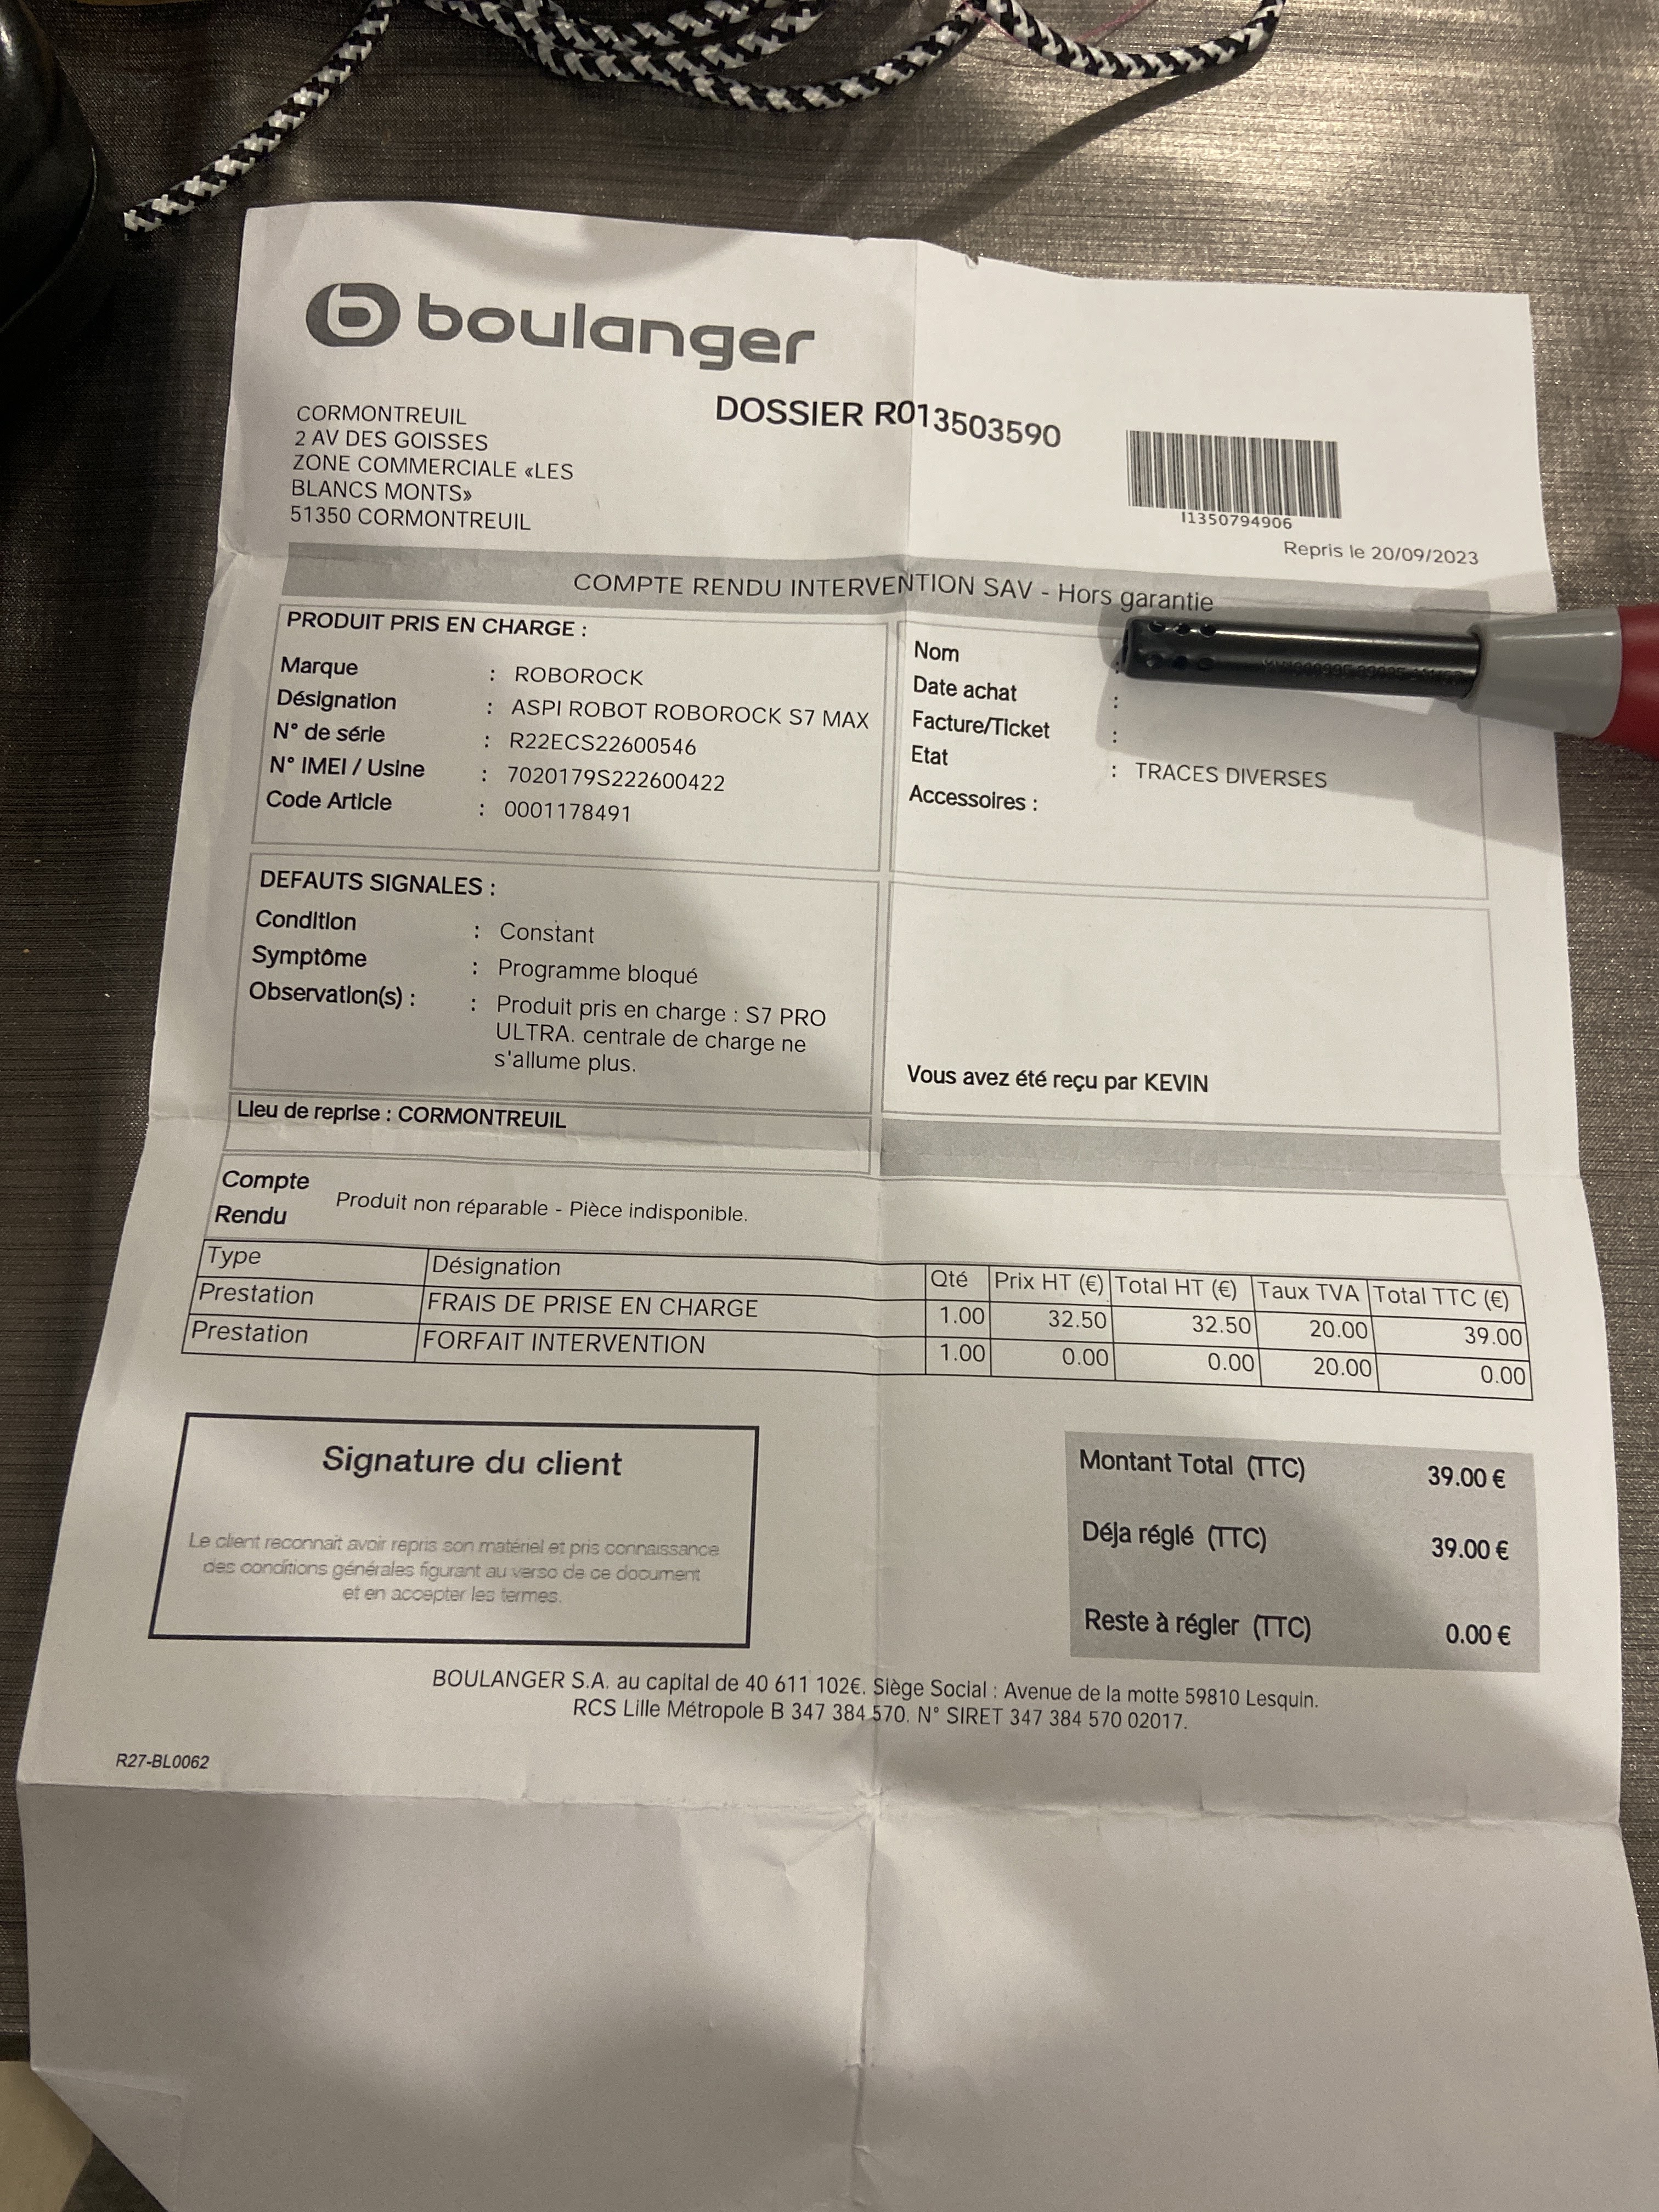 boulanger
CORMONTREUIL
2 AV DES GOISSES
ZONE COMMERCIALE «LES
BLANCS MONTS»
51350 CORMONTREUIL
DOSSIER R013503590
I1350794906
Repris le 20/09/2023
COMPTE RENDU INTERVENTION SAV - Hors garantie
PRODUIT PRIS EN CHARGE :
Marque : ROBOROCK
Désignation : ASPI ROBOT ROBOROCK S7 MAX
N° de série : R22ECS22600546
N° IMEI / Usine : 7020179S222600422
Code Article : 0001178491
Nom :
Date achat :
Facture/Ticket :
Etat : TRACES DIVERSES
Accessoires :
DEFAUTS SIGNALES :
Condition : Constant
Symptôme : Programme bloqué
Observation(s) : : Produit pris en charge : S7 PRO
ULTRA. centrale de charge ne
s'allume plus.
Vous avez été reçu par KEVIN
Lieu de reprise : CORMONTREUIL
Compte
Rendu
Produit non réparable - Pièce indisponible.
Type Désignation Qté Prix HT (€) Total HT (€) Taux TVA Total TTC (€)
Prestation FRAIS DE PRISE EN CHARGE 1.00 32.50 32.50 20.00 39.00
Prestation FORFAIT INTERVENTION 1.00 0.00 0.00 20.00 0.00
Signature du client
Le client reconnait avoir repris son matériel et pris connaissance
des conditions générales figurant au verso de ce document
et en accepter les termes.
Montant Total (TTC) 39.00 €
Déja réglé (TTC) 39.00 €
Reste à régler (TTC) 0.00 €
BOULANGER S.A. au capital de 40 611 102€. Siège Social : Avenue de la motte 59810 Lesquin.
RCS Lille Métropole B 347 384 570. N° SIRET 347 384 570 02017.
R27-BL0062